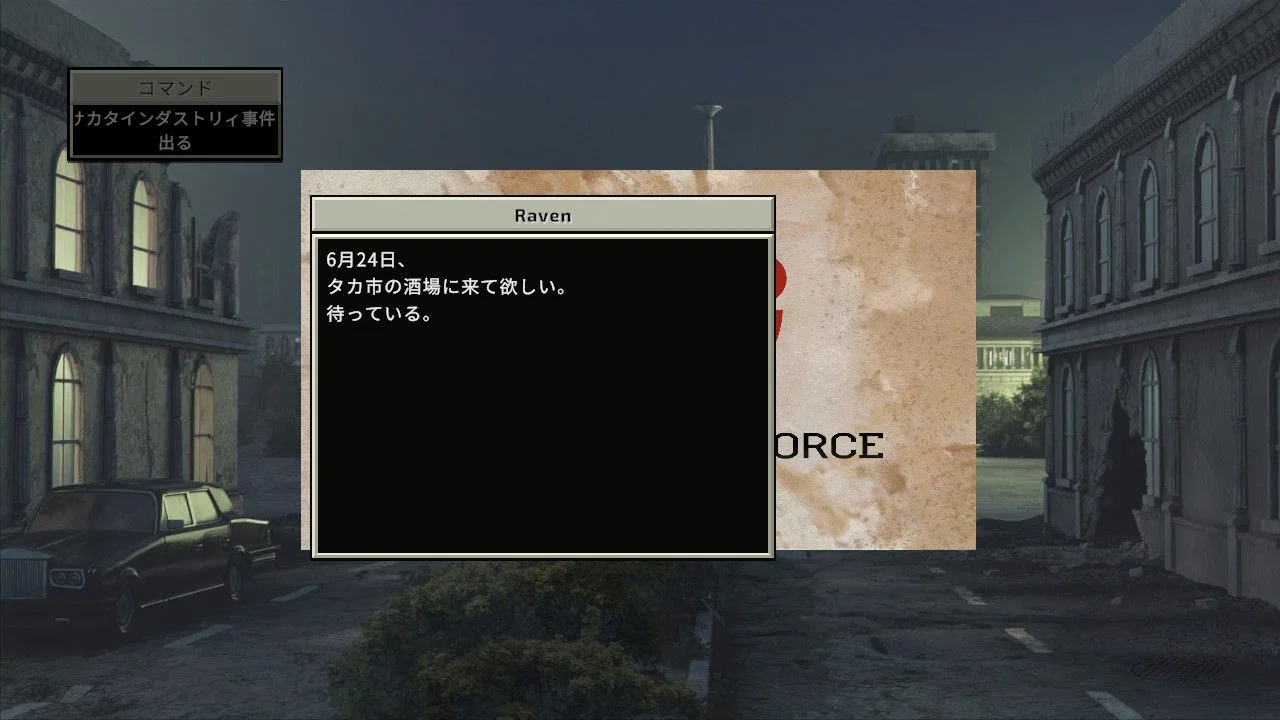 コマンド
ナカタインダストリィ事件
出る
Raven
6月24日、
タカ市の酒場に来て欲しい。
待っている。
ORCE